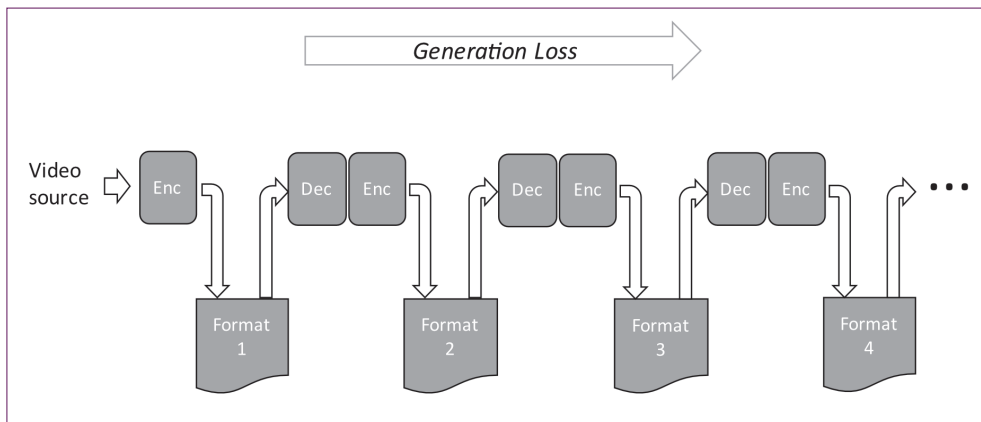 Generation Loss
Video
source
Enc
Dec
Enc
Dec
Enc
Dec
Enc
...
Format
1
Format
2
Format
3
Format
4